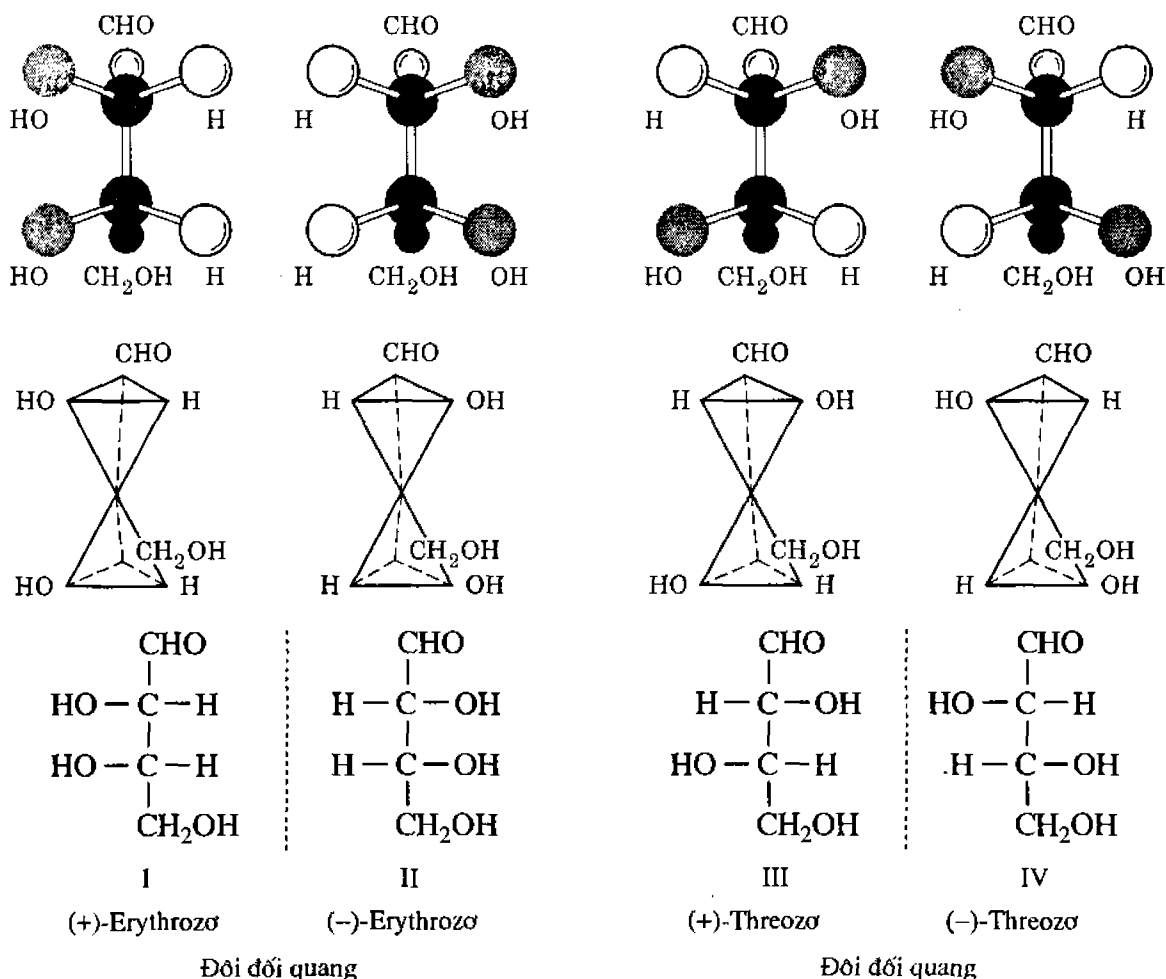 CHO CHO CHO CHO
HO H H OH H OH HO H
HO CH₂OH H H CH₂OH OH HO CH₂OH H H CH₂OH OH
CHO CHO CHO CHO
HO H H OH H OH HO H
CH₂OH CH₂OH CH₂OH CH₂OH
HO H H OH HO H H OH
CHO CHO CHO CHO
HO–C–H H–C–OH H–C–OH HO–C–H
HO–C–H H–C–OH HO–C–H H–C–OH
CH₂OH CH₂OH CH₂OH CH₂OH
I II III IV
(+)-Erythrozơ (–)-Erythrozơ (+)-Threozơ (–)-Threozơ
Đôi đối quang Đôi đối quang